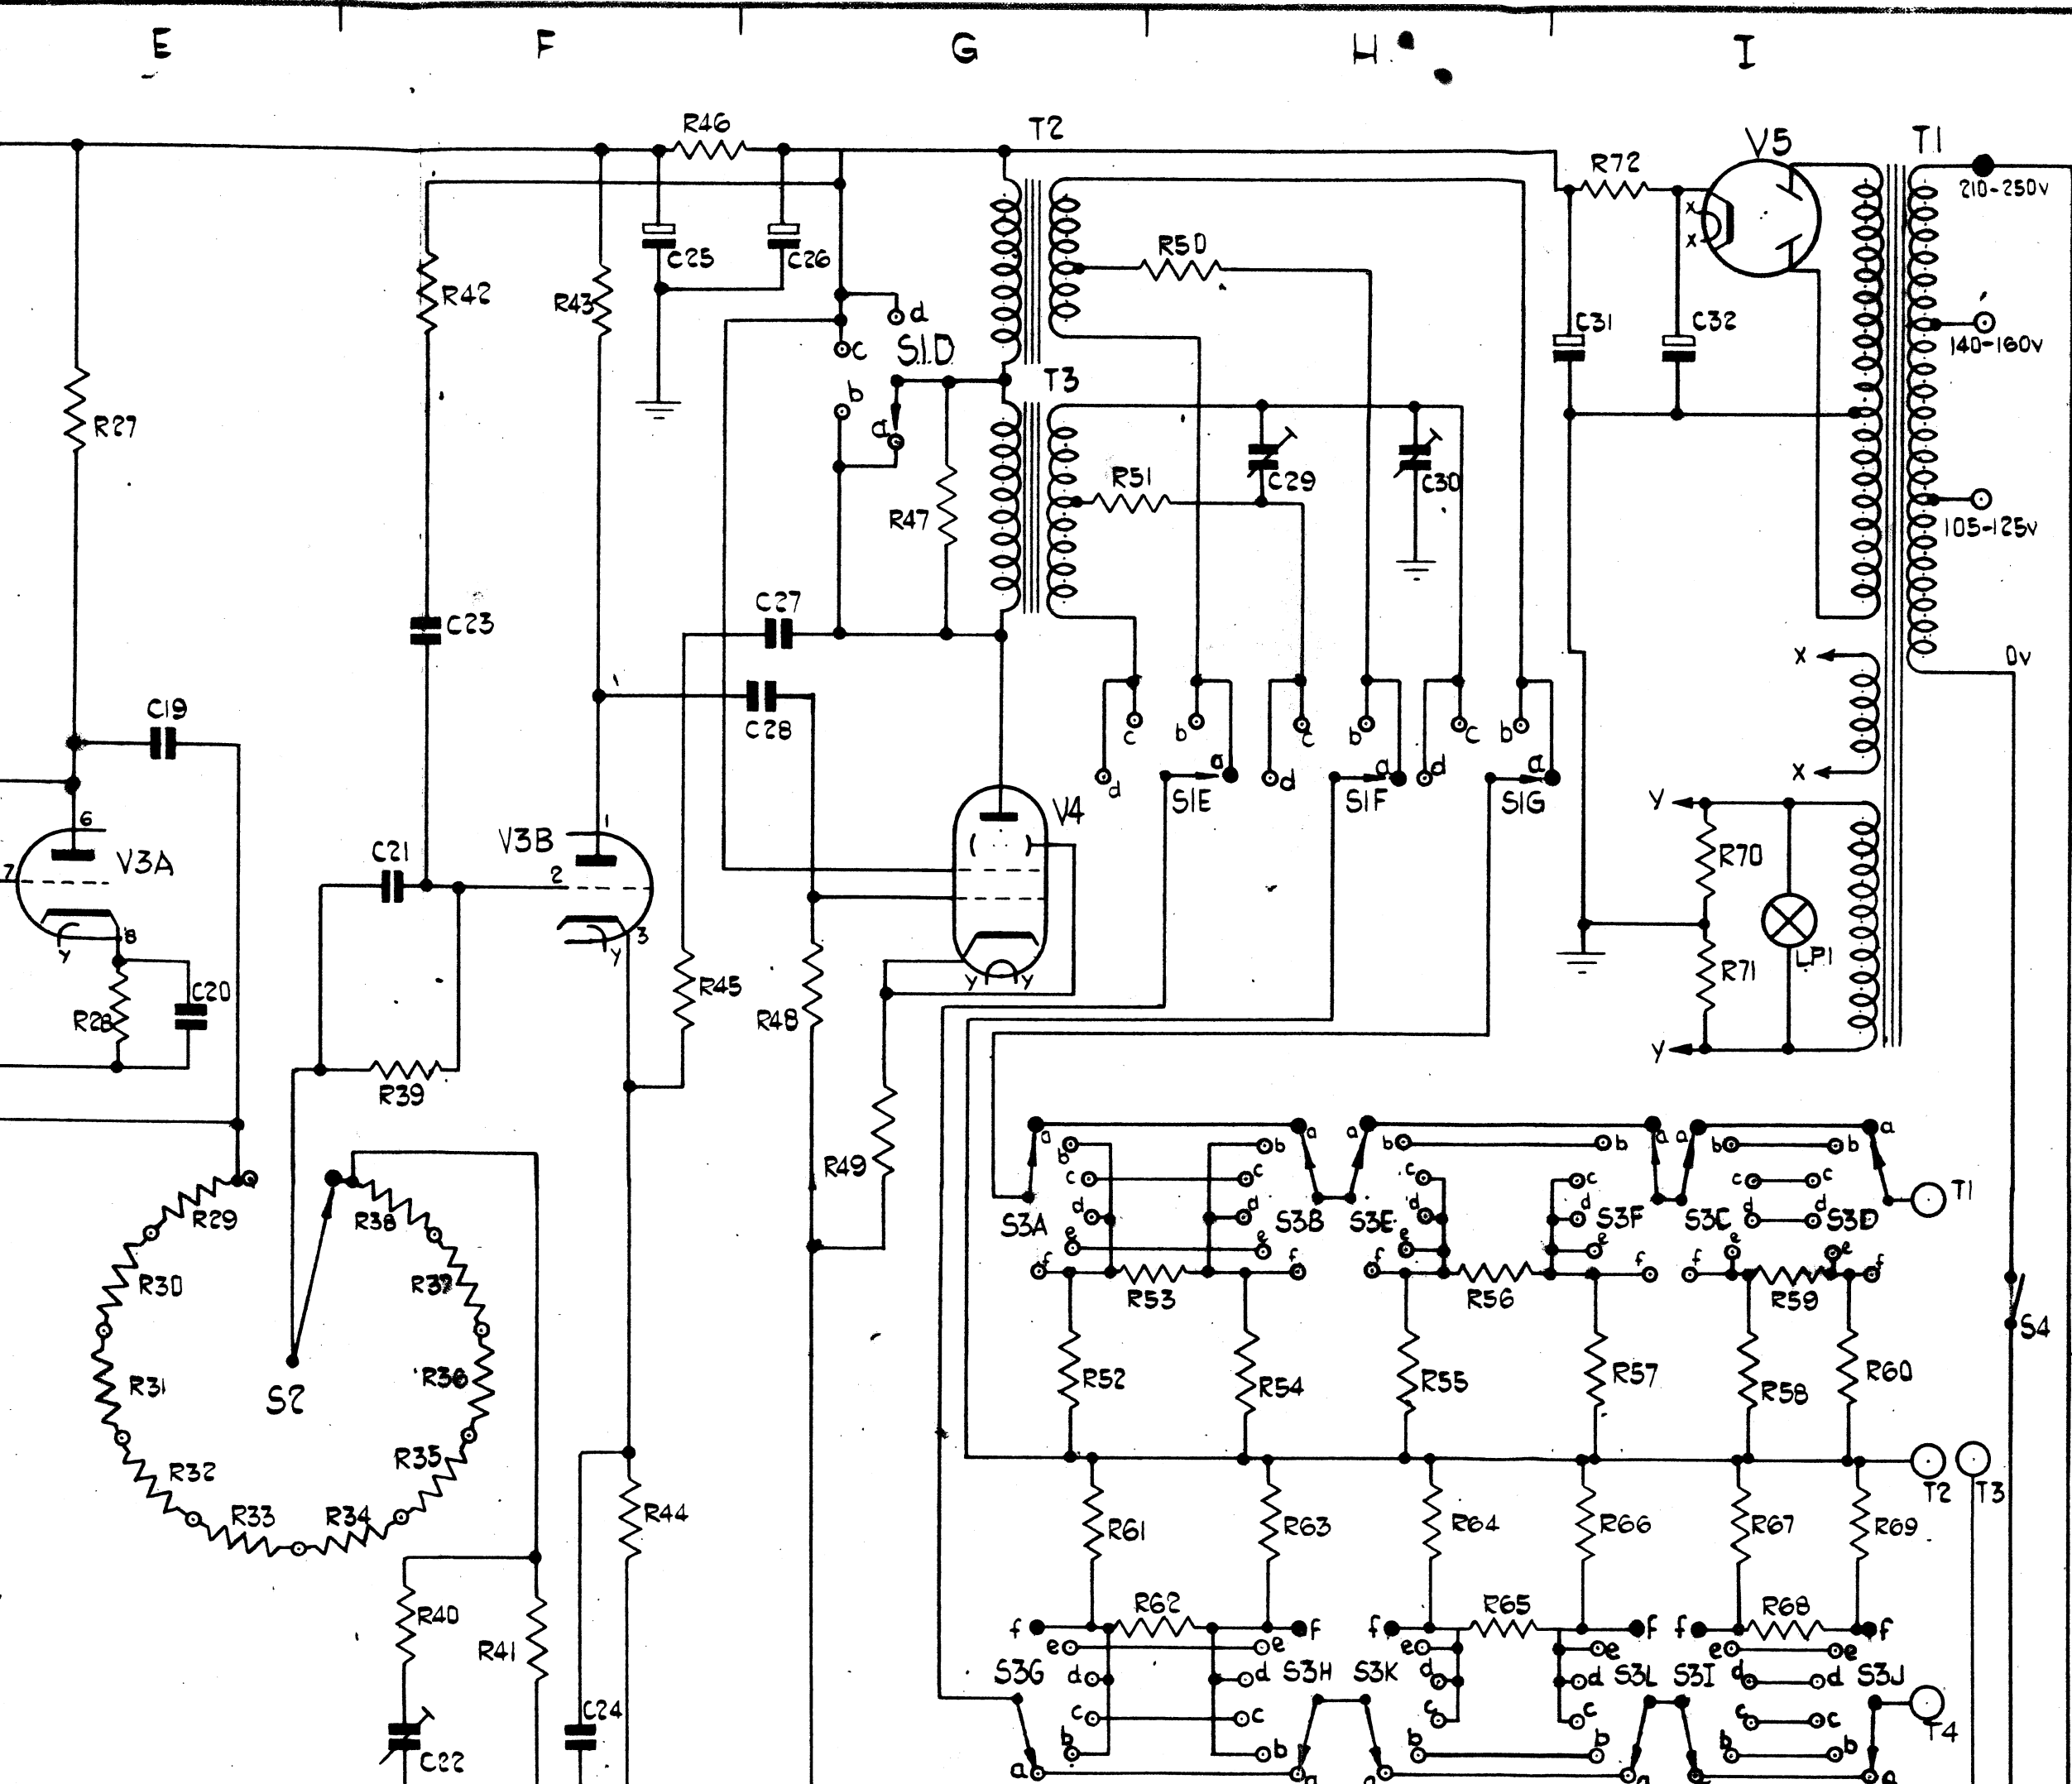 E F G H I
R46
T2
V5
T1
R72
210-250v
x
x
R50
C25
C26
R42
R43
d
C31
C32
140-160v
c
S1.D
T3
b
a
R27
R51
C29
C30
R47
105-125v
C27
C23
x
0v
C19
C28
c
b
c
b
c
b
d
a
d
a
d
a
x
S1E
S1F
S1G
y
6
V3A
V3B
1
V4
R70
C21
7
2
8
3
y
y
y
y
LP1
R71
C20
R28
R45
R48
y
R39
R49
a
b
b
a
a
b
b
a
a
b
b
a
c
c
c
c
c
c
T1
R29
R38
S3A
d
d
S3B
S3E
d
d
S3F
S3C
d
d
S3D
e
e
e
e
e
e
f
f
f
f
f
f
R30
R37
R53
R56
R59
S4
R31
S2
R36
R52
R54
R55
R57
R58
R60
R32
R35
R33
R34
R44
T2
T3
R61
R63
R64
R66
R67
R69
R40
R41
R62
R65
R68
f
f
f
f
f
f
e
e
e
e
e
e
S3G
d
d
S3H
S3K
d
d
S3L
S3I
d
d
S3J
C24
c
c
c
c
c
c
T4
C22
b
b
b
b
b
b
a
a
a
a
a